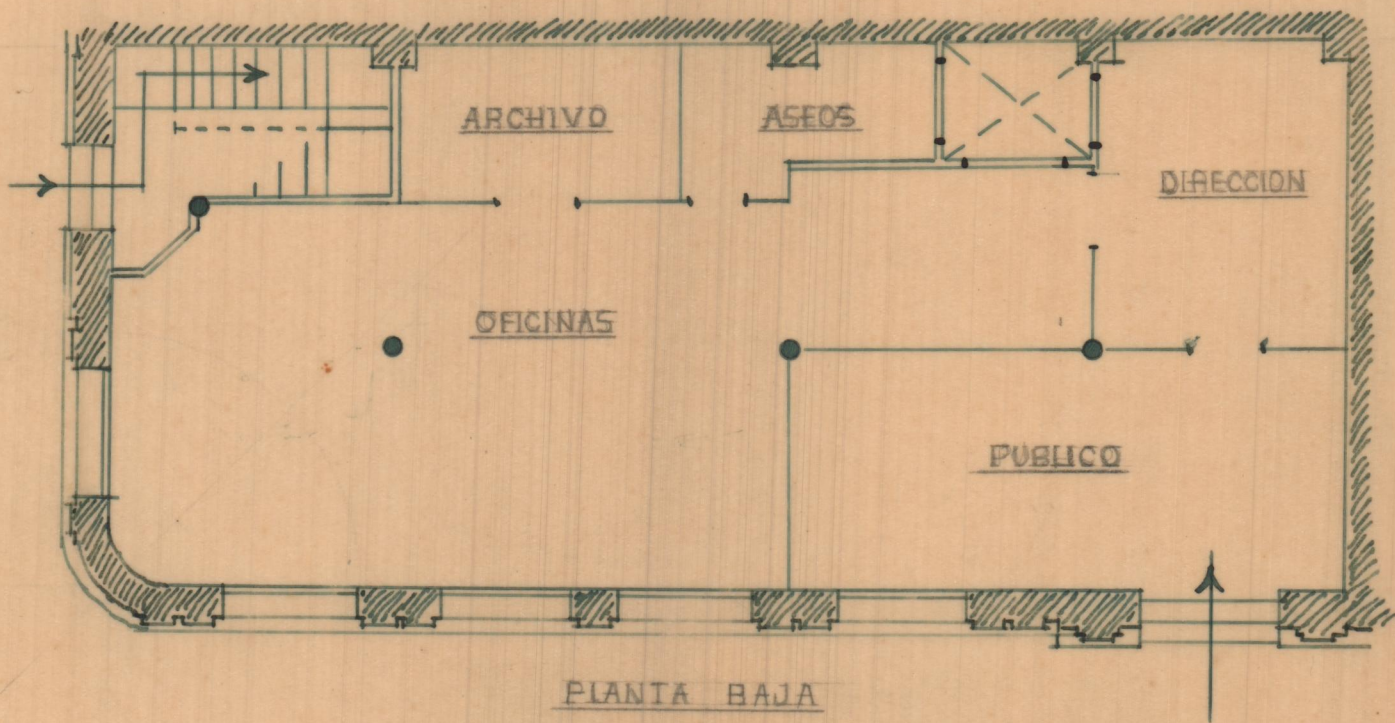 ARCHIVO
ASEOS
DIRECCION
OFICINAS
PUBLICO
PLANTA BAJA